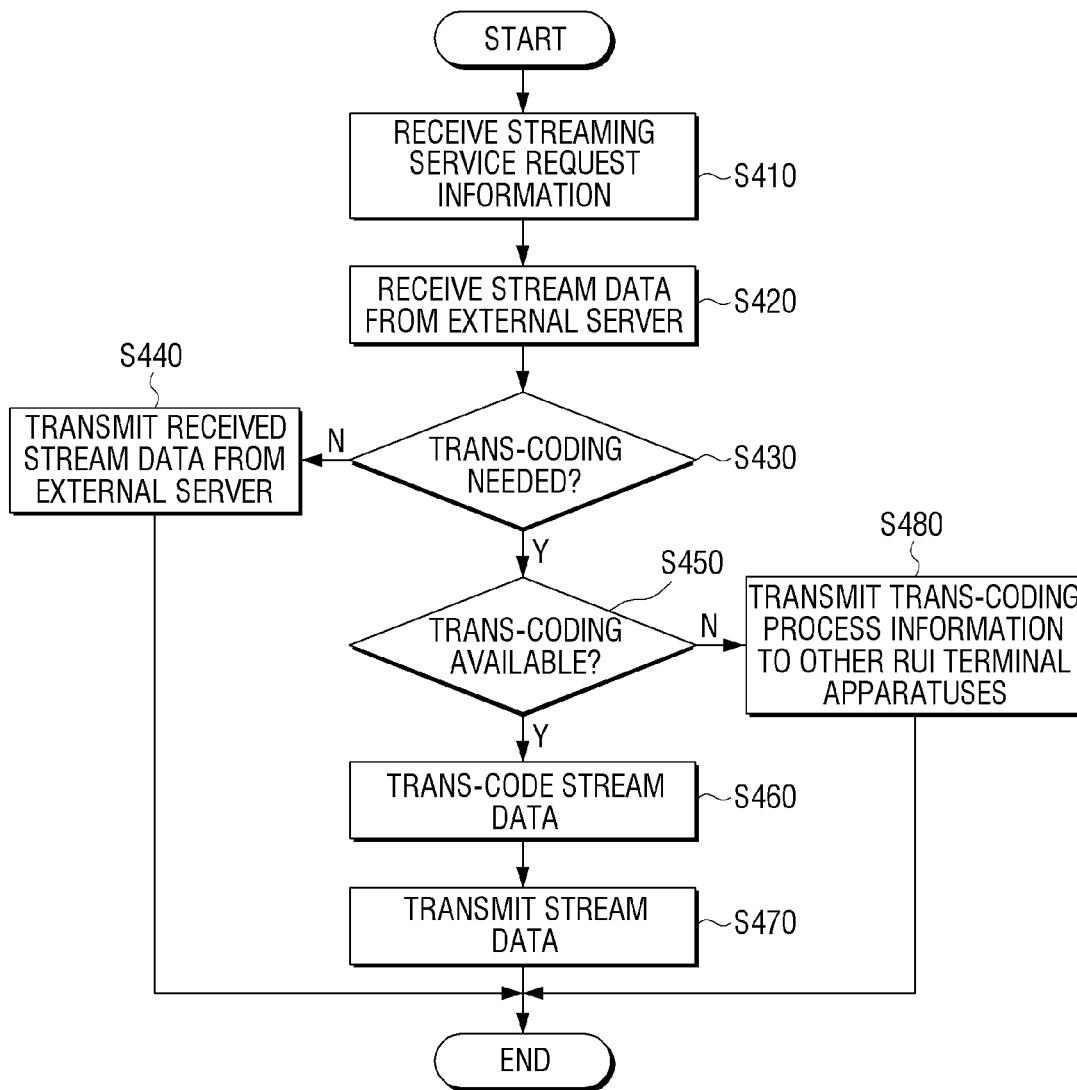 START
RECEIVE STREAMING
SERVICE REQUEST
INFORMATION
S410
RECEIVE STREAM DATA
FROM EXTERNAL SERVER
S420
S440
TRANSMIT RECEIVED
STREAM DATA FROM
EXTERNAL SERVER
N
TRANS-CODING
NEEDED?
S430
Y
S450
S480
TRANS-CODING
AVAILABLE?
N
TRANSMIT TRANS-CODING
PROCESS INFORMATION
TO OTHER RUI TERMINAL
APPARATUSES
Y
TRANS-CODE STREAM
DATA
S460
TRANSMIT STREAM
DATA
S470
END